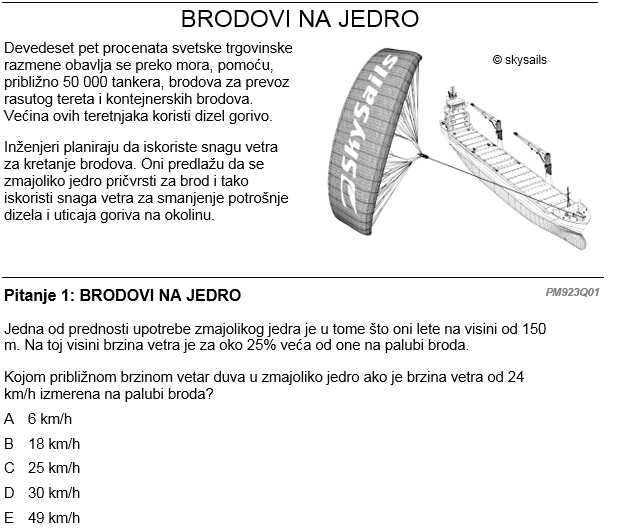 BRODOVI NA JEDRO
Devedeset pet procenata svetske trgovinske
razmene obavlja se preko mora, pomoću,
približno 50 000 tankera, brodova za prevoz
rasutog tereta i kontejnerskih brodova.
Većina ovih teretnjaka koristi dizel gorivo.
Inženjeri planiraju da iskoriste snagu vetra
za kretanje brodova. Oni predlažu da se
zmajoliko jedro pričvrsti za brod i tako
iskoristi snaga vetra za smanjenje potrošnje
dizela i uticaja goriva na okolinu.
© skysails
SkySails
Pitanje 1: BRODOVI NA JEDRO
PM923Q01
Jedna od prednosti upotrebe zmajolikog jedra je u tome što oni lete na visini od 150
m. Na toj visini brzina vetra je za oko 25% veća od one na palubi broda.
Kojom približnom brzinom vetar duva u zmajoliko jedro ako je brzina vetra od 24
km/h izmerena na palubi broda?
A 6 km/h
B 18 km/h
C 25 km/h
D 30 km/h
E 49 km/h